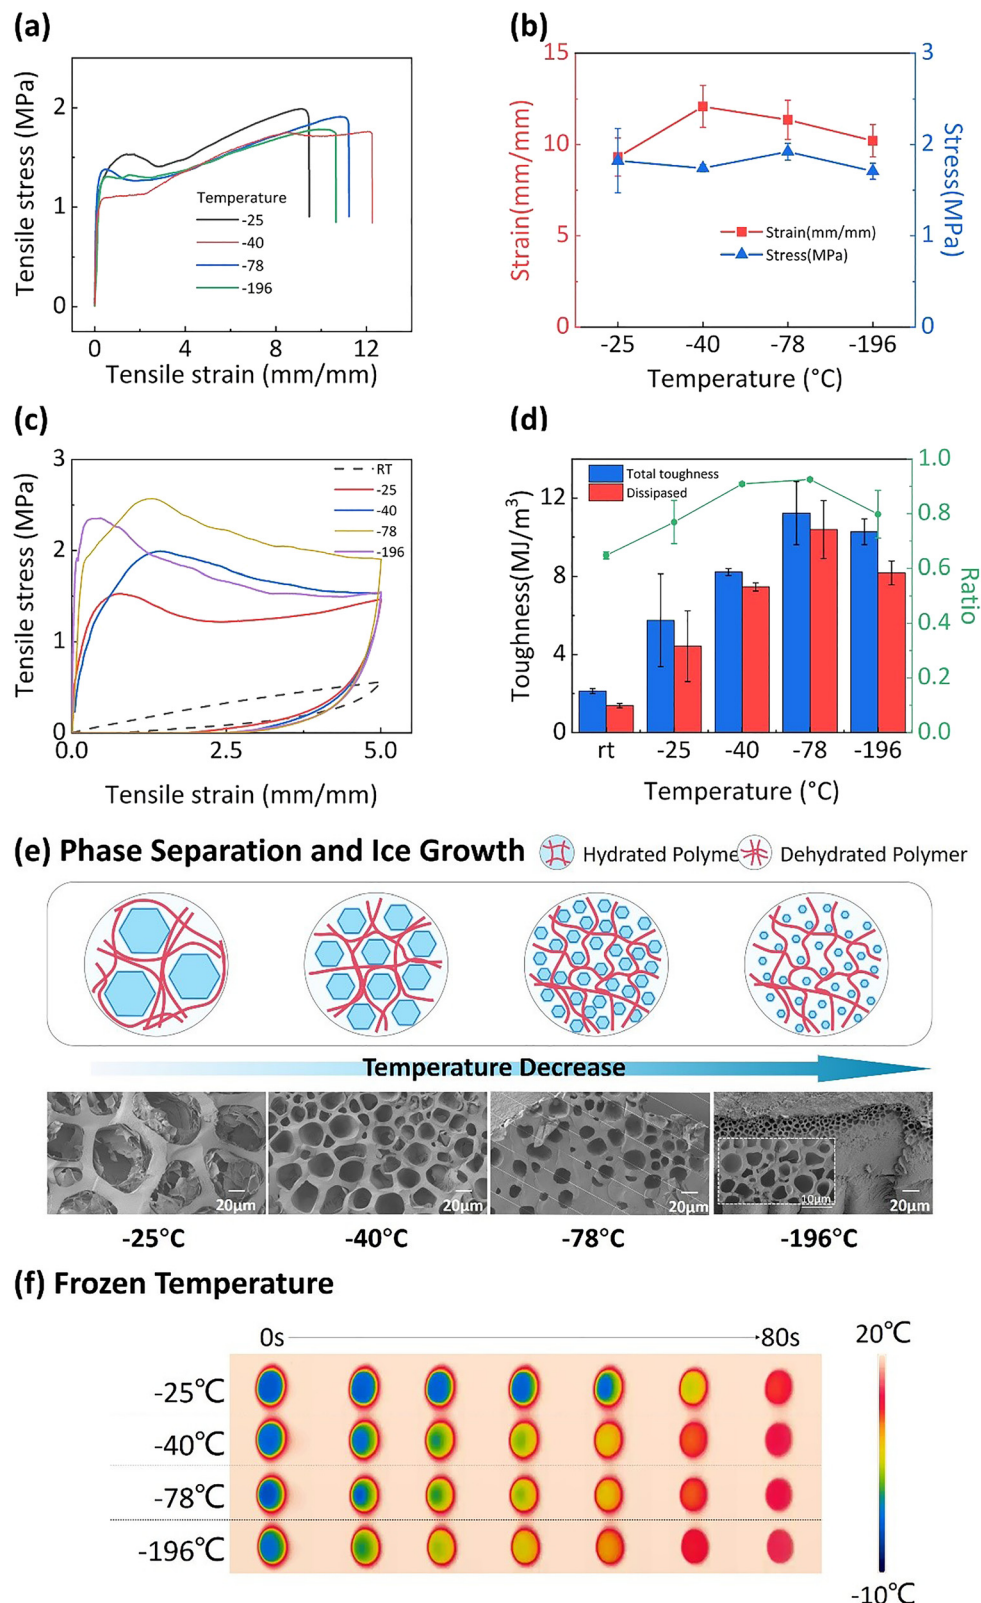 (a)
Tensile stress (MPa)
2
1
0
Temperature
-25
-40
-78
-196
0
4
8
12
Tensile strain (mm/mm)
(b)
Strain(mm/mm)
15
10
5
0
3
2
1
0
Stress(MPa)
Strain(mm/mm)
Stress(MPa)
-25
-40
-78
-196
Temperature (°C)
(c)
Tensile stress (MPa)
3
2
1
0
RT
-25
-40
-78
-196
0.0
2.5
5.0
Tensile strain (mm/mm)
(d)
Toughness(MJ/m³)
12
8
4
0
Total toughness
Dissipased
1.0
0.8
0.6
0.4
0.2
0.0
Ratio
rt
-25
-40
-78
-196
Temperature (°C)
(e) Phase Separation and Ice Growth
Hydrated Polyme
Dehydrated Polymer
Temperature Decrease
20μm
20μm
20μm
10μm
20μm
-25°C
-40°C
-78°C
-196°C
(f) Frozen Temperature
0s
80s
20℃
-25℃
-40℃
-78℃
-196℃
-10℃